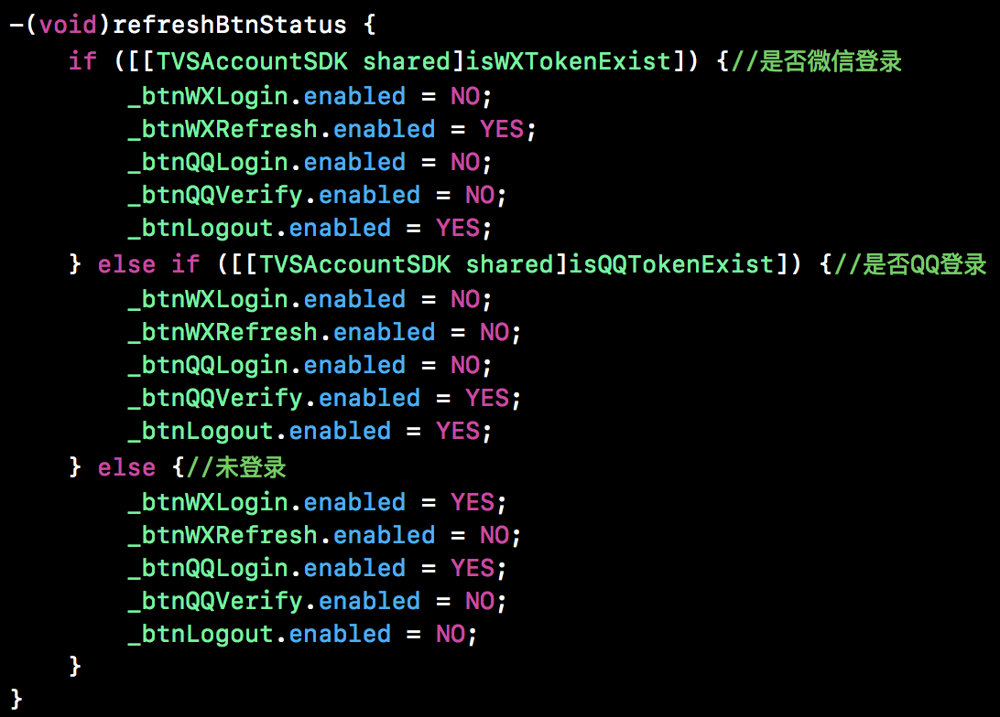 -(void)refreshBtnStatus {
    if ([[TVSAccountSDK shared]isWXTokenExist]) {//是否微信登录
        _btnWXLogin.enabled = NO;
        _btnWXRefresh.enabled = YES;
        _btnQQLogin.enabled = NO;
        _btnQQVerify.enabled = NO;
        _btnLogout.enabled = YES;
    } else if ([[TVSAccountSDK shared]isQQTokenExist]) {//是否QQ登录
        _btnWXLogin.enabled = NO;
        _btnWXRefresh.enabled = NO;
        _btnQQLogin.enabled = NO;
        _btnQQVerify.enabled = YES;
        _btnLogout.enabled = YES;
    } else {//未登录
        _btnWXLogin.enabled = YES;
        _btnWXRefresh.enabled = NO;
        _btnQQLogin.enabled = YES;
        _btnQQVerify.enabled = NO;
        _btnLogout.enabled = NO;
    }
}